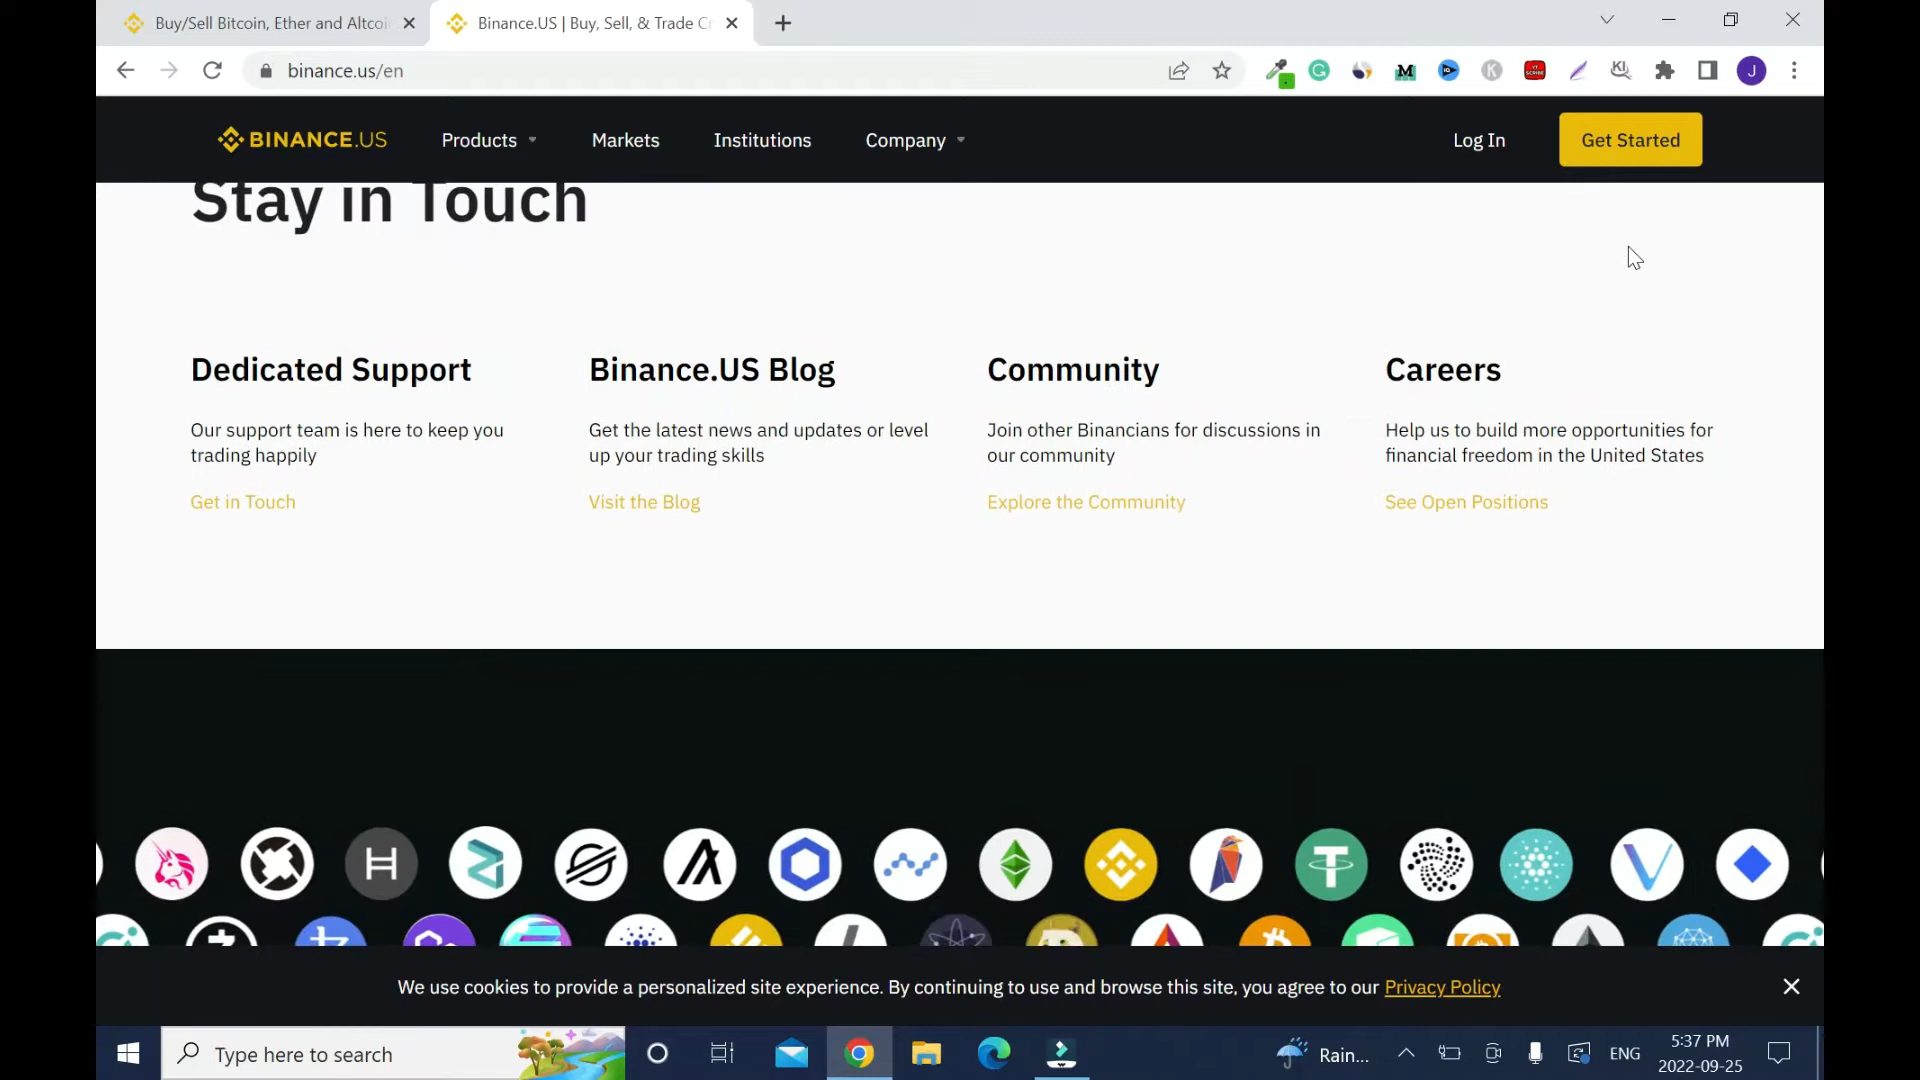 Buy/Sell Bitcoin, Ether and Altcoi
Binance.US | Buy, Sell, & Trade Cr
binance.us/en
BINANCE.US
Products
Markets
Institutions
Company
Log In
Get Started
Stay in Touch
Dedicated Support
Our support team is here to keep you
trading happily
Get in Touch
Binance.US Blog
Get the latest news and updates or level
up your trading skills
Visit the Blog
Community
Join other Binancians for discussions in
our community
Explore the Community
Careers
Help us to build more opportunities for
financial freedom in the United States
See Open Positions
We use cookies to provide a personalized site experience. By continuing to use and browse this site, you agree to our Privacy Policy
Type here to search
Rain...
ENG
5:37 PM
2022-09-25